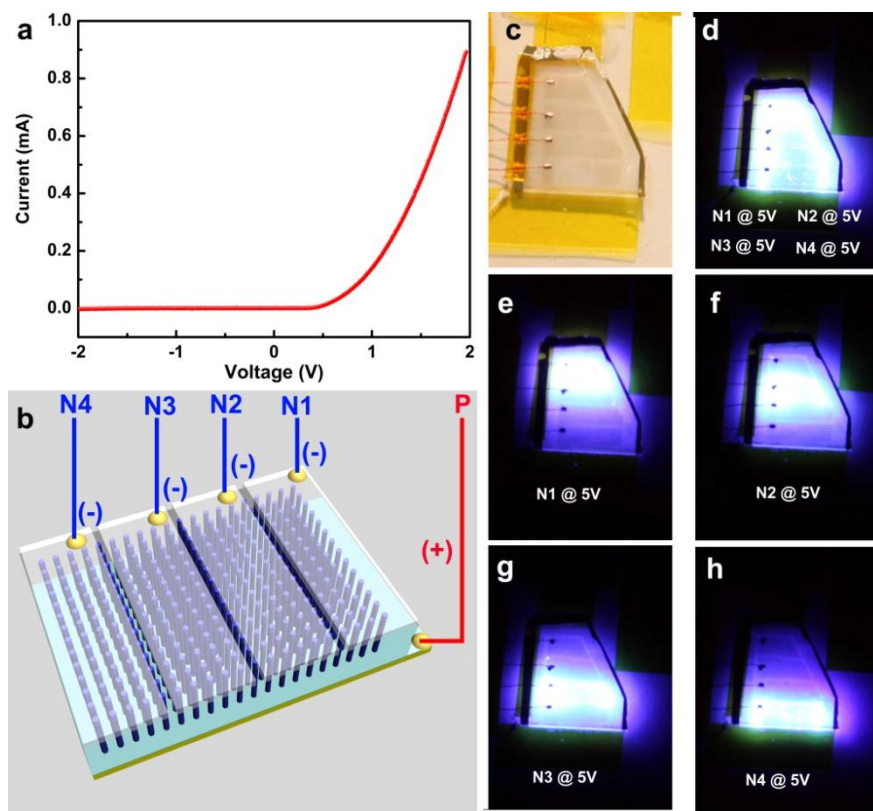 a
1.0
0.8
0.6
0.4
0.2
0.0
Current (mA)
-2 -1 0 1 2
Voltage (V)
b
N4 N3 N2 N1 P
(-) (-) (-) (-)
(+)
c
d
N1 @ 5V N2 @ 5V
N3 @ 5V N4 @ 5V
e
N1 @ 5V
f
N2 @ 5V
g
N3 @ 5V
h
N4 @ 5V